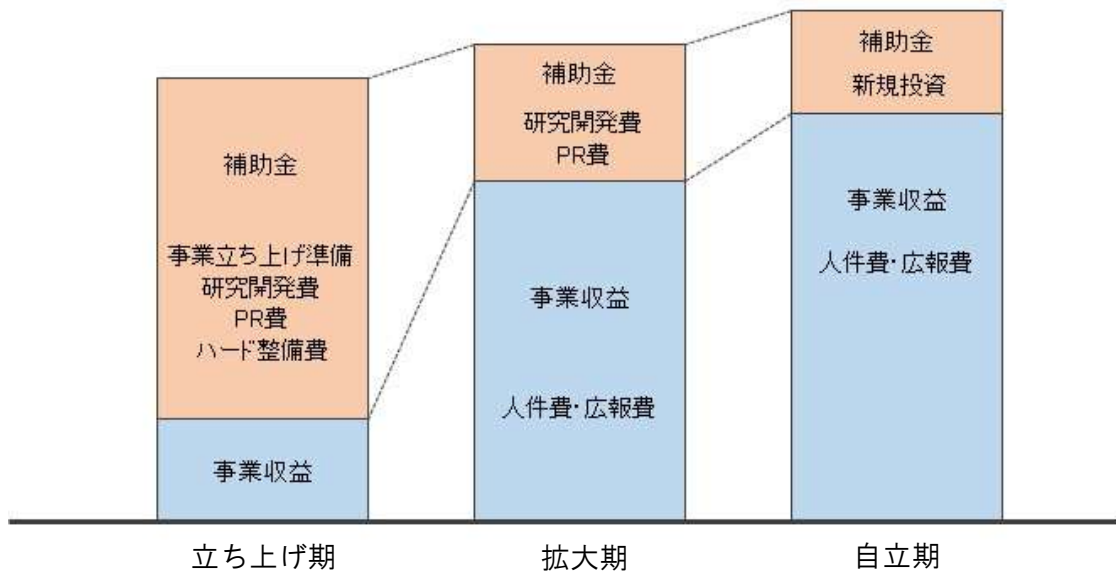 補助金
事業立ち上げ準備
研究開発費
PR費
ハード整備費
事業収益
立ち上げ期
補助金
研究開発費
PR費
事業収益
人件費・広報費
拡大期
補助金
新規投資
事業収益
人件費・広報費
自立期